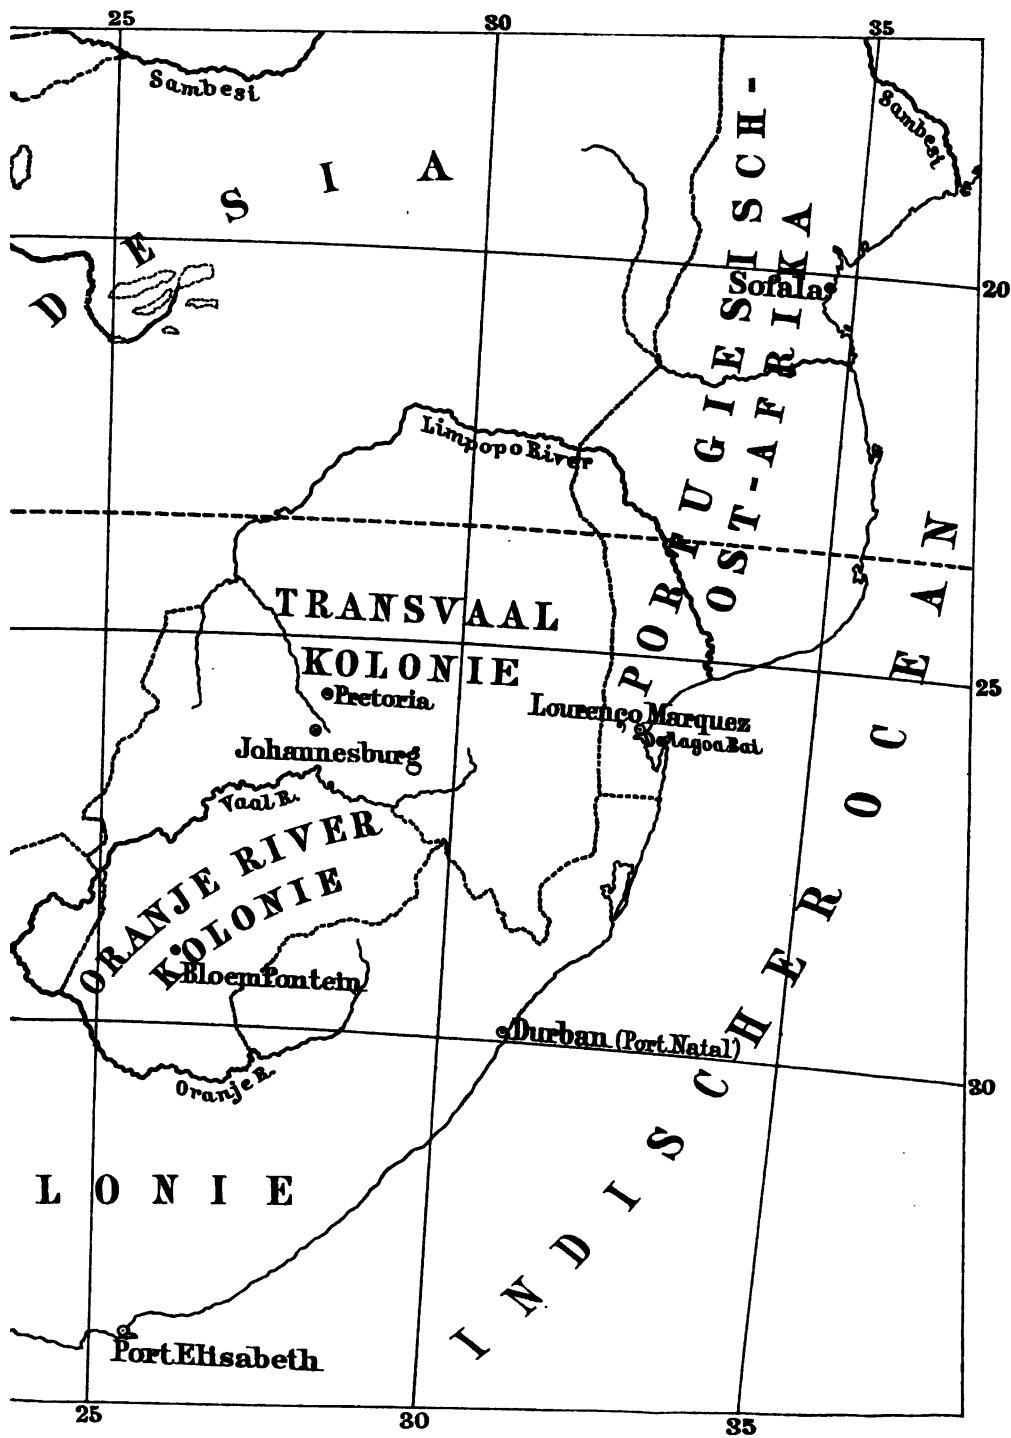 25 30 35
Sambesi
Sambesi
DESIA
PORTUGIESISCH-
OST-AFRIKA
Sofala
20
Limpopo River
TRANSVAAL
KOLONIE
Pretoria
25
Lourenço Marquez
Delagoa Bai
Johannesburg
Vaal R.
ORANJE RIVER
KOLONIE
Bloemfontein
Durban (Port Natal)
30
Oranje R.
LONIE
INDISCHER OCEAN
Port Elisabeth
25 30 35